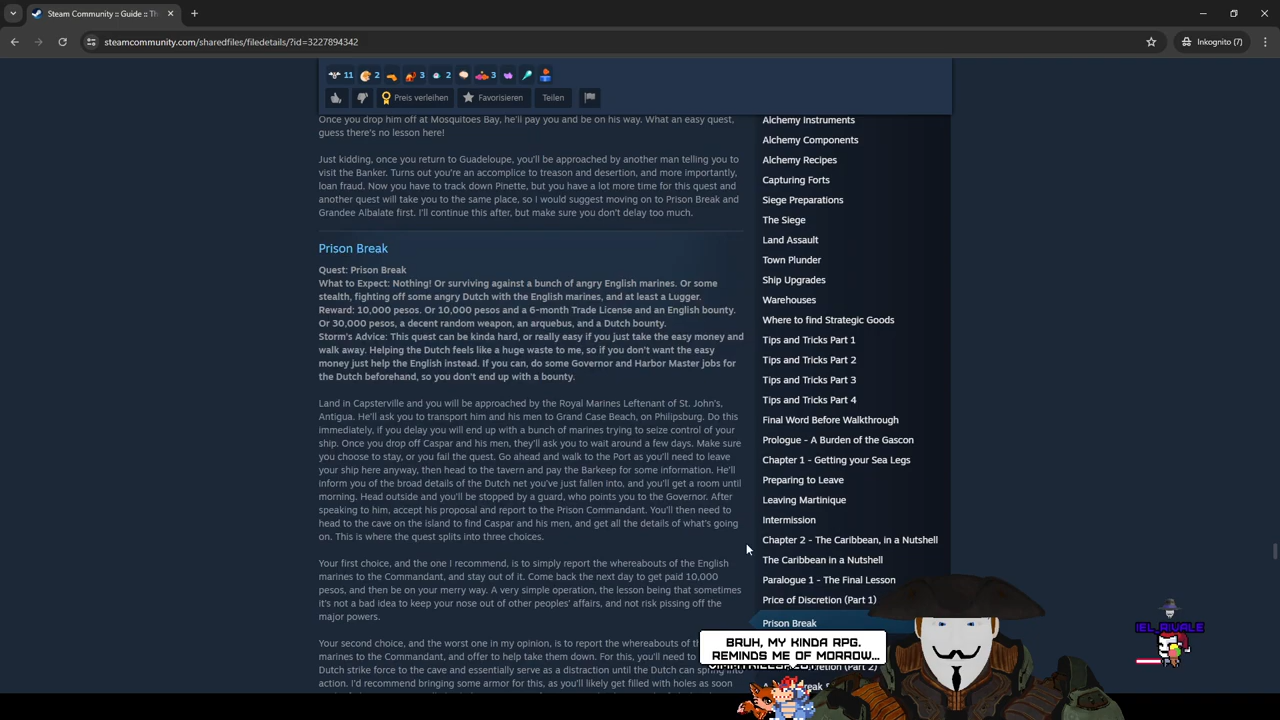 Steam Community :: Guide :: Th
steamcommunity.com/sharedfiles/filedetails/?id=3227894342
Inkognito (7)
11
2
3
2
3
Preis verleihen
Favorisieren
Teilen
Once you drop him off at Mosquitoes Bay, he'll pay you and be on his way. What an easy quest,
guess there's no lesson here!
Just kidding, once you return to Guadeloupe, you'll be approached by another man telling you to
visit the Banker. Turns out you're an accomplice to treason and desertion, and more importantly,
loan fraud. Now you have to track down Pinette, but you have a lot more time for this quest and
another quest will take you to the same place, so I would suggest moving on to Prison Break and
Grandee Albalate first. I'll continue this after, but make sure you don't delay too much.
Prison Break
Quest: Prison Break
What to Expect: Nothing! Or surviving against a bunch of angry English marines. Or some
stealth, fighting off some angry Dutch with the English marines, and at least a Lugger.
Reward: 10,000 pesos. Or 10,000 pesos and a 6-month Trade License and an English bounty.
Or 30,000 pesos, a decent random weapon, an arquebus, and a Dutch bounty.
Storm's Advice: This quest can be kinda hard, or really easy if you just take the easy money and
walk away. Helping the Dutch feels like a huge waste to me, so if you don't want the easy
money just help the English instead. If you can, do some Governor and Harbor Master jobs for
the Dutch beforehand, so you don't end up with a bounty.
Land in Capsterville and you will be approached by the Royal Marines Leftenant of St. John's,
Antigua. He'll ask you to transport him and his men to Grand Case Beach, on Philipsburg. Do this
immediately, if you delay you will end up with a bunch of marines trying to seize control of your
ship. Once you drop off Caspar and his men, they'll ask you to wait around a few days. Make sure
you choose to stay, or you fail the quest. Go ahead and walk to the Port as you'll need to leave
your ship here anyway, then head to the tavern and pay the Barkeep for some information. He'll
inform you of the broad details of the Dutch net you've just fallen into, and you'll get a room until
morning. Head outside and you'll be stopped by a guard, who points you to the Governor. After
speaking to him, accept his proposal and report to the Prison Commandant. You'll then need to
head to the cave on the island to find Caspar and his men, and get all the details of what's going
on. This is where the quest splits into three choices.
Your first choice, and the one I recommend, is to simply report the whereabouts of the English
marines to the Commandant, and stay out of it. Come back the next day to get paid 10,000
pesos, and then be on your merry way. A very simple operation, the lesson being that sometimes
it's not a bad idea to keep your nose out of other peoples' affairs, and not risk pissing off the
major powers.
Your second choice, and the worst one in my opinion, is to report the whereabouts of the
marines to the Commandant, and offer to help take them down. For this, you'll need to
Dutch strike force to the cave and essentially serve as a distraction until the Dutch can spring into
action. I'd recommend bringing some armor for this, as you'll likely get filled with holes as soon
Alchemy Instruments
Alchemy Components
Alchemy Recipes
Capturing Forts
Siege Preparations
The Siege
Land Assault
Town Plunder
Ship Upgrades
Warehouses
Where to find Strategic Goods
Tips and Tricks Part 1
Tips and Tricks Part 2
Tips and Tricks Part 3
Tips and Tricks Part 4
Final Word Before Walkthrough
Prologue - A Burden of the Gascon
Chapter 1 - Getting your Sea Legs
Preparing to Leave
Leaving Martinique
Intermission
Chapter 2 - The Caribbean, in a Nutshell
The Caribbean in a Nutshell
Paralogue 1 - The Final Lesson
Price of Discretion (Part 1)
Prison Break
(Part 2)
BRUH, MY KINDA RPG.
REMINDS ME OF MORROW...
IEL_RIVALE